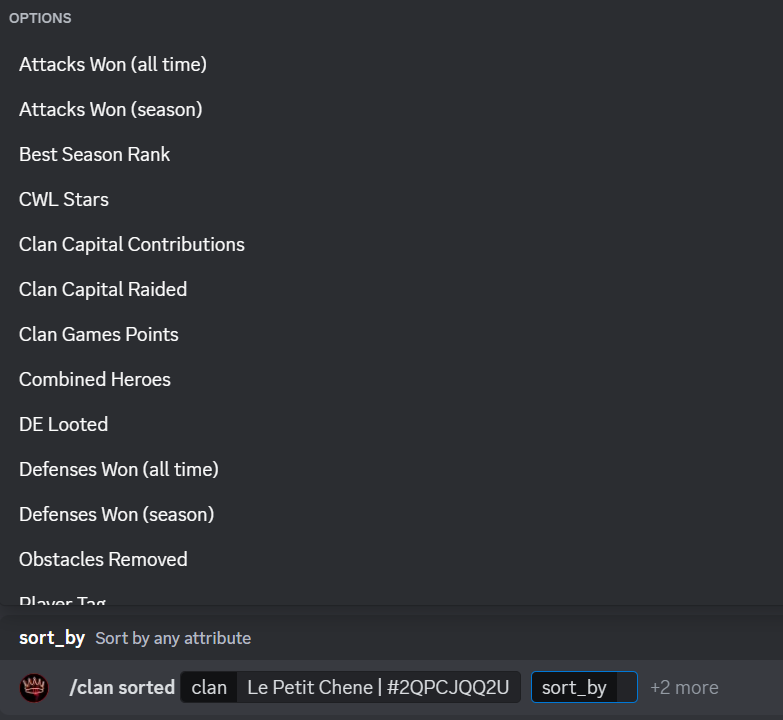 OPTIONS
Attacks Won (all time)
Attacks Won (season)
Best Season Rank
CWL Stars
Clan Capital Contributions
Clan Capital Raided
Clan Games Points
Combined Heroes
DE Looted
Defenses Won (all time)
Defenses Won (season)
Obstacles Removed
Player Tag
sort_by Sort by any attribute
/clan sorted clan Le Petit Chene | #2QPCJQQ2U sort_by +2 more